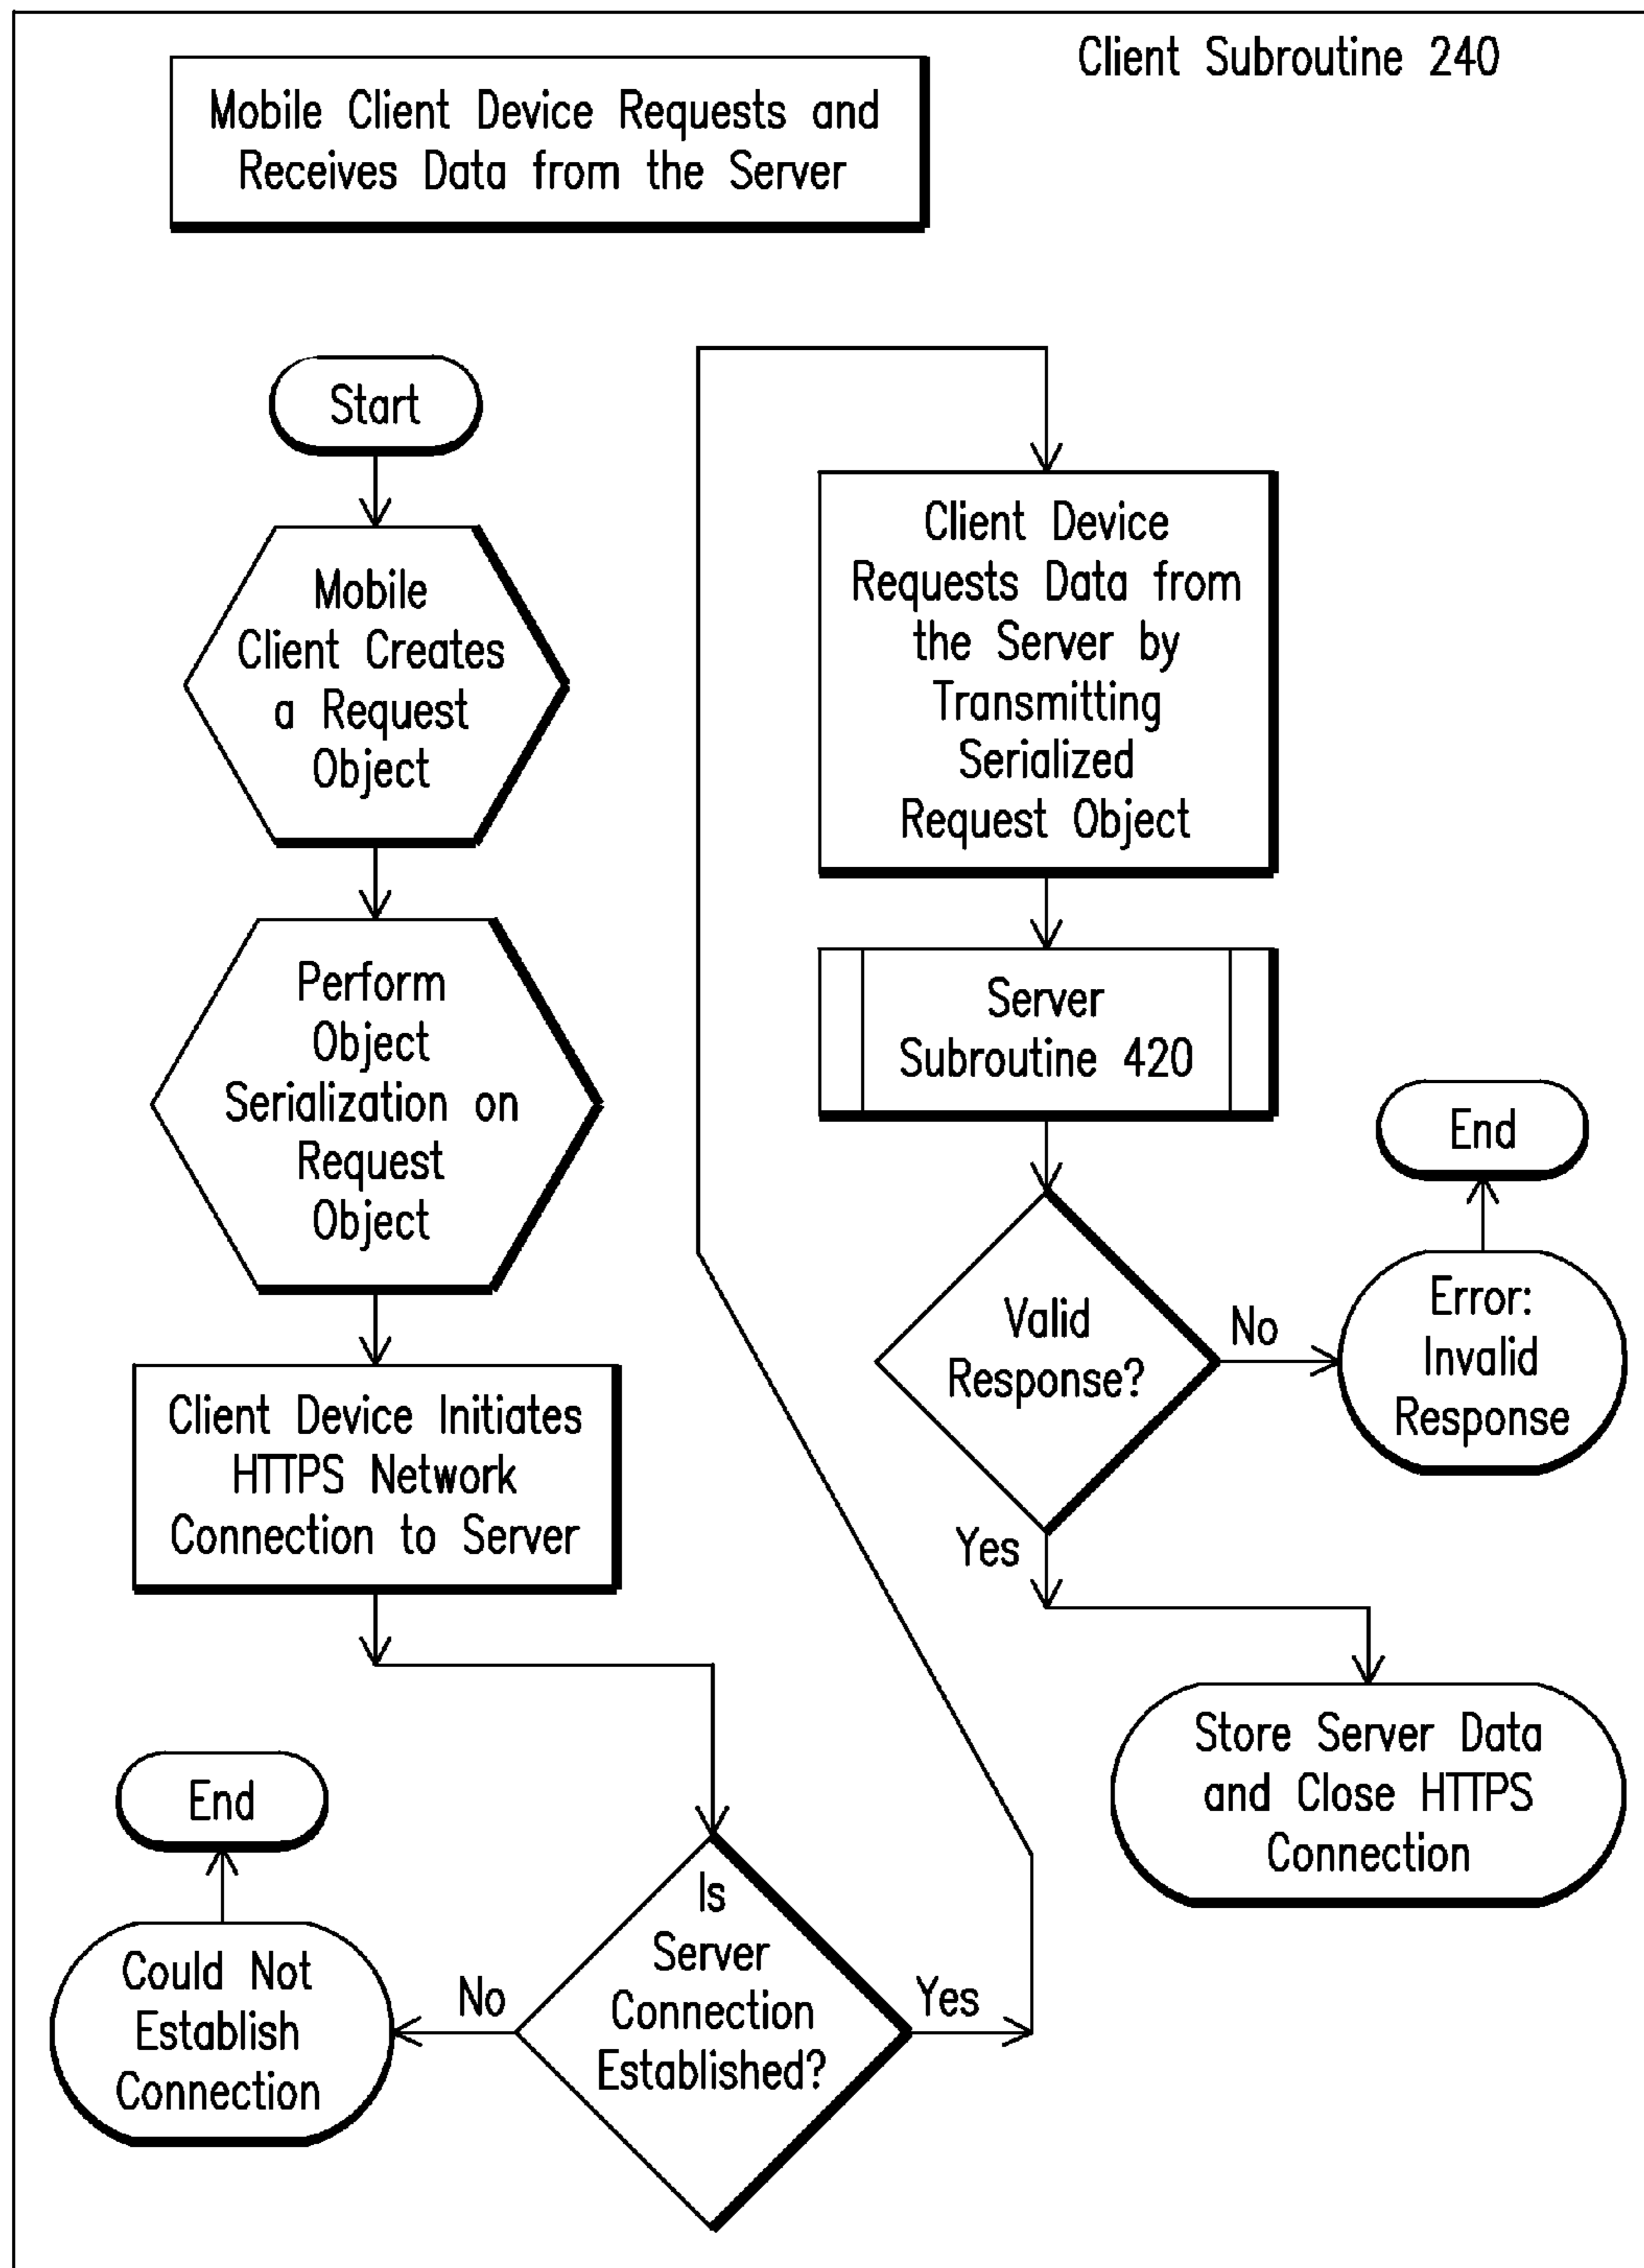 Client Subroutine 240
Mobile Client Device Requests and
Receives Data from the Server
Start
Mobile
Client Creates
a Request
Object
Perform
Object
Serialization on
Request
Object
Client Device Initiates
HTTPS Network
Connection to Server
Is
Server
Connection
Established?
No
Could Not
Establish
Connection
End
Yes
Client Device
Requests Data from
the Server by
Transmitting
Serialized
Request Object
Server
Subroutine 420
Valid
Response?
No
Error:
Invalid
Response
End
Yes
Store Server Data
and Close HTTPS
Connection